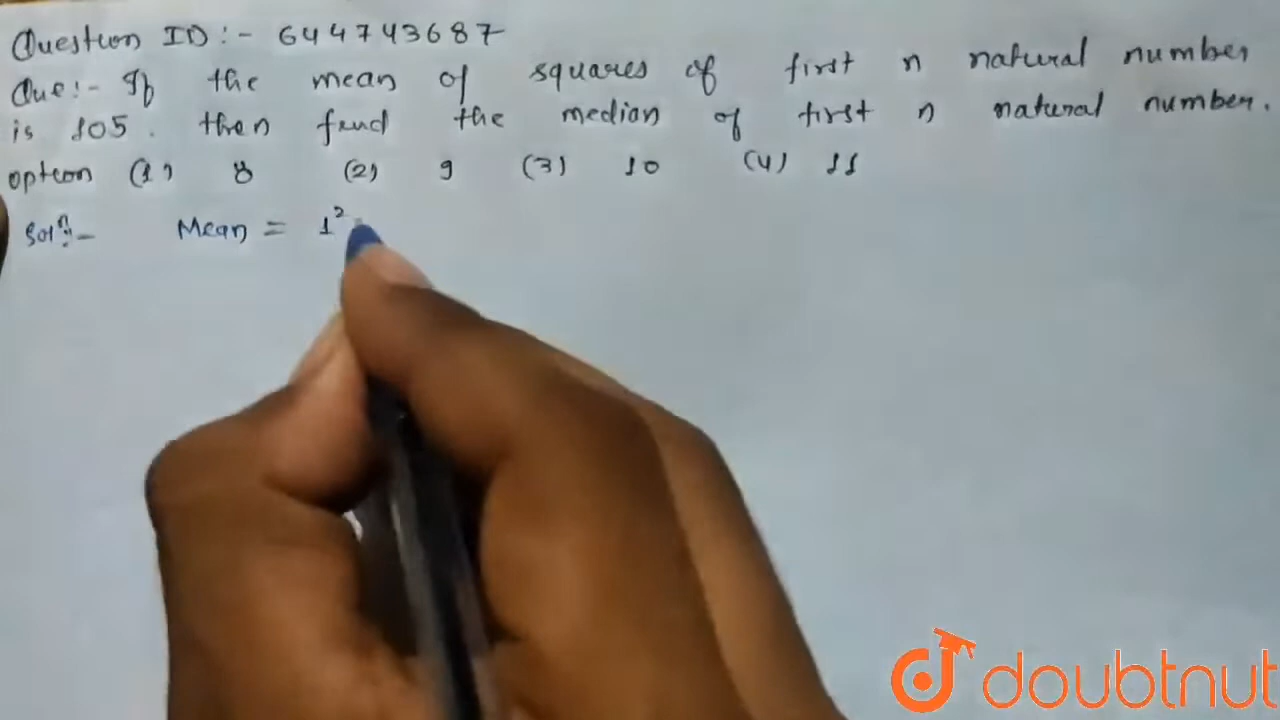 Question ID :- 644743687
Que:- If the mean of squares of first n natural number
is 105. then find the median of first n natural number.
option (1) 8 (2) 9 (3) 10 (4) 11
Solⁿ:- Mean = 1²
doubtnut